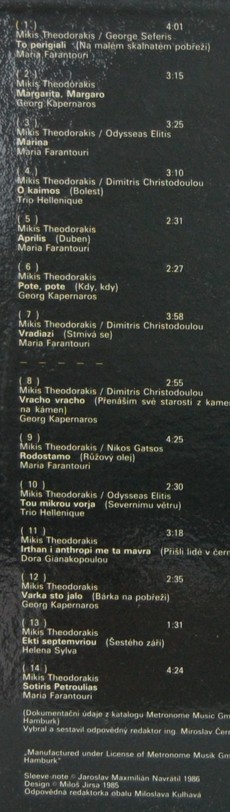 ( 1 ) 4:01
Mikis Theodorakis / George Seferis
To perigiali (Na malém skalnatém pobřeží)
Maria Farantouri
( 2 ) 3:15
Mikis Theodorakis
Margarita, Margaro
Georg Kapernaros
( 3 ) 3:25
Mikis Theodorakis / Odysseas Elitis
Marina
Maria Farantouri
( 4 ) 3:10
Mikis Theodorakis / Dimitris Christodoulou
O kaimos (Bolest)
Trio Hellenique
( 5 ) 2:31
Mikis Theodorakis
Aprilis (Duben)
Maria Farantouri
( 6 ) 2:27
Mikis Theodorakis
Pote, pote (Kdy, kdy)
Georg Kapernaros
( 7 ) 3:58
Mikis Theodorakis / Dimitris Christodoulou
Vradiazi (Stmívá se)
Maria Farantouri
– – – – –
( 8 ) 2:55
Mikis Theodorakis / Dimitris Christodoulou
Vracho vracho (Přenáším své starosti z kamen
na kámen)
Georg Kapernaros
( 9 ) 4:25
Mikis Theodorakis / Nikos Gatsos
Rodostamo (Růžový olej)
Maria Farantouri
( 10 ) 2:30
Mikis Theodorakis / Odysseas Elitis
Tou mikrou vorja (Severnímu větru)
Trio Hellenique
( 11 ) 3:18
Mikis Theodorakis
Irthan i anthropi me ta mavra (Přišli lidé v čern
Dora Gianakopoulou
( 12 ) 2:35
Mikis Theodorakis
Varka sto jalo (Bárka na pobřeží)
Georg Kapernaros
( 13 ) 1:31
Mikis Theodorakis
Ekti septemvriou (Šestého září)
Helena Sylva
( 14 ) 4:24
Mikis Theodorakis
Sotiris Petroulias
Maria Farantouri
(Dokumentační údaje z katalogu Metronome Music Gm
Hamburk)
Vybral a sestavil odpovědný redaktor ing. Miroslav Čern
„Manufactured under License of Metronome Musik Gm
Hamburk"
Sleeve-note © Jaroslav Maxmilián Navrátil 1986
Design © Miloš Jirsa 1985
Odpovědná redaktorka obalu Miloslava Kulhavá